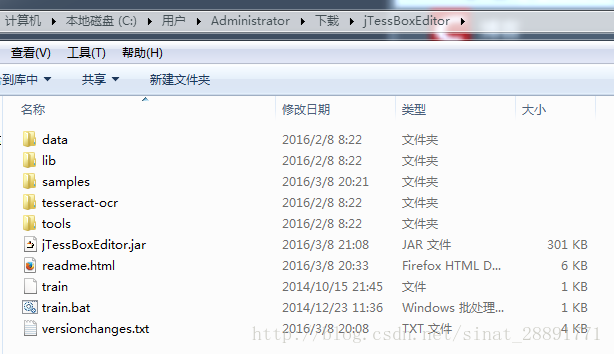 计算机 ▸ 本地磁盘 (C:) ▸ 用户 ▸ Administrator ▸ 下载 ▸ jTessBoxEditor ▸
查看(V) 工具(T) 帮助(H)
到库中 共享 新建文件夹
名称 修改日期 类型 大小
data 2016/2/8 8:22 文件夹
lib 2016/2/8 8:22 文件夹
samples 2016/3/8 20:21 文件夹
tesseract-ocr 2016/2/8 8:22 文件夹
tools 2016/2/8 8:22 文件夹
jTessBoxEditor.jar 2016/3/8 21:08 JAR 文件 301 KB
readme.html 2016/3/8 20:33 Firefox HTML D... 6 KB
train 2014/10/15 21:45 文件 1 KB
train.bat 2014/12/23 11:36 Windows 批处理... 1 KB
versionchanges.txt 2016/3/8 20:08 TXT 文件 4 KB
http://blog.csdn.net/sinat_28891771